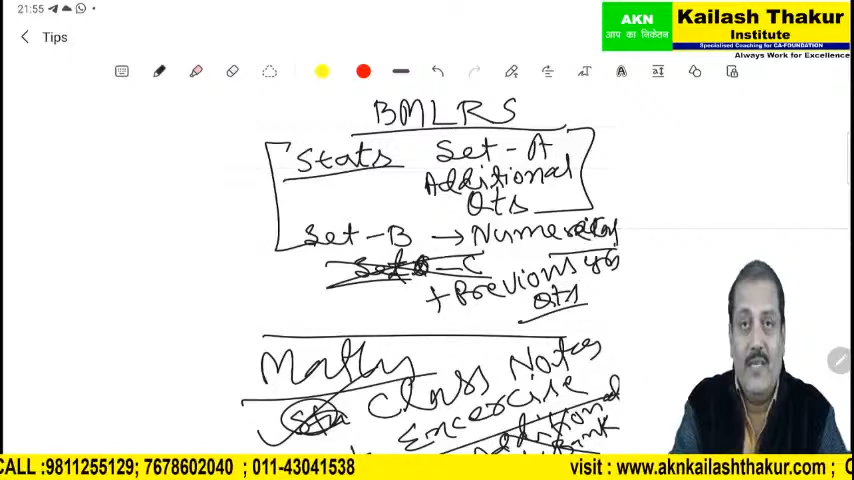 21:55
AKN
आप का निकेतन
Kailash Thakur
Institute
Specialised Coaching for CA-FOUNDATION
Always Work for Excellence
Tips
BMLRS
Stats Set-A
Additional
Qts
Set-B → Numerical
Set-C
+ Previous yrs
Qts
Maths
Class Notes
Excercise
Additional
CALL :9811255129; 7678602040 ; 011-43041538
visit : www.aknkailashthakur.com ; C